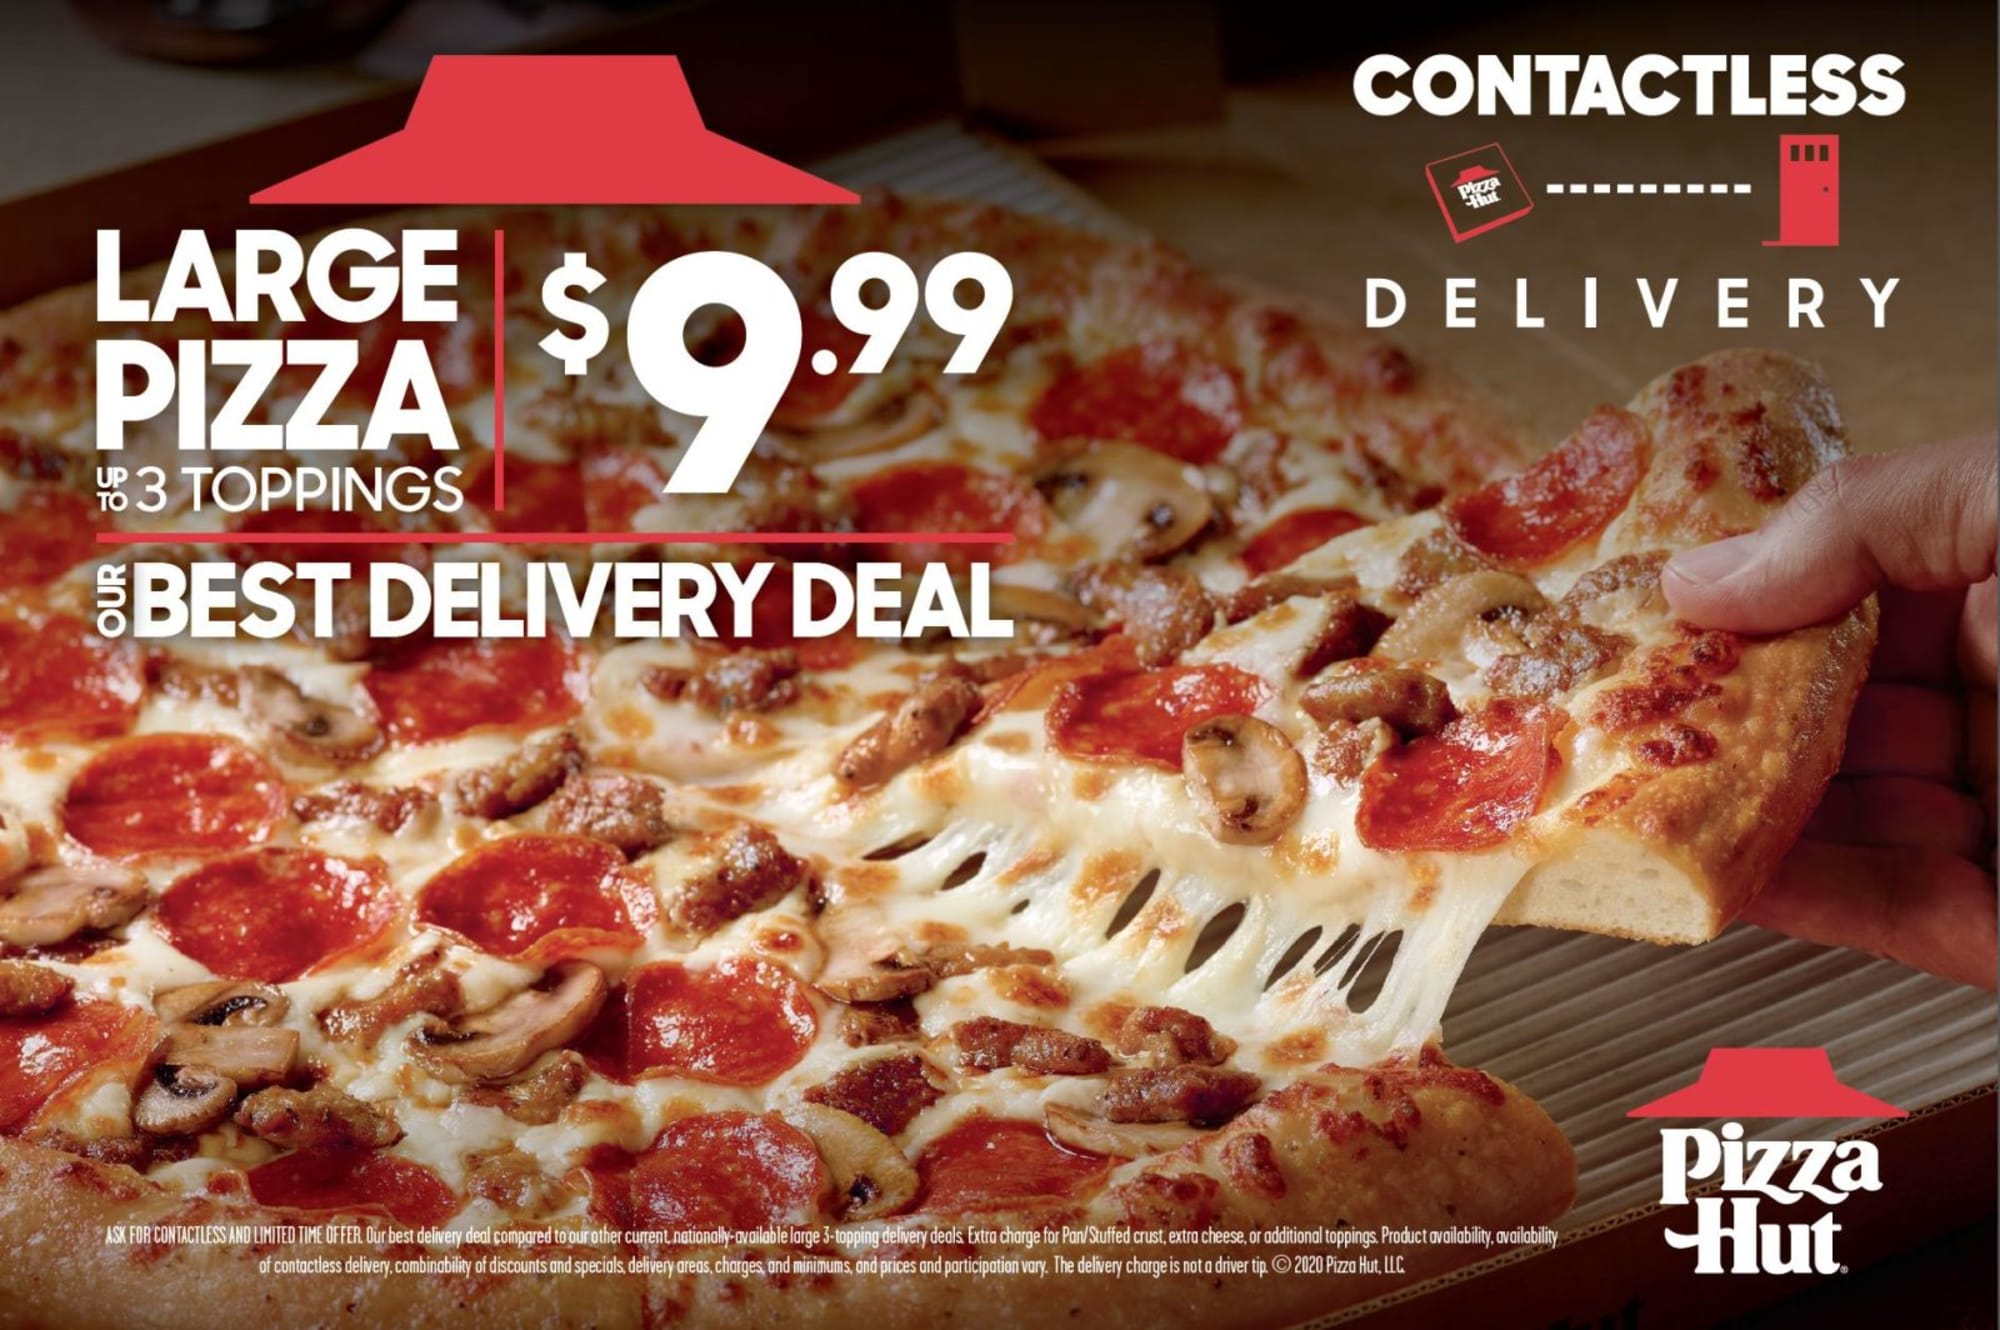 LARGE
PIZZA
UP TO 3 TOPPINGS
$9.99
OUR BEST DELIVERY DEAL
CONTACTLESS
Pizza
Hut
DELIVERY
ASK FOR CONTACTLESS AND LIMITED TIME OFFER. Our best delivery deal compared to our other current, nationally-available large 3-topping delivery deals. Extra charge for Pan/Stuffed crust, extra cheese, or additional toppings. Product availability, availability
of contactless delivery, combinability of discounts and specials, delivery areas, charges, and minimums, and prices and participation vary. The delivery charge is not a driver tip. © 2020 Pizza Hut, LLC.
Pizza
Hut